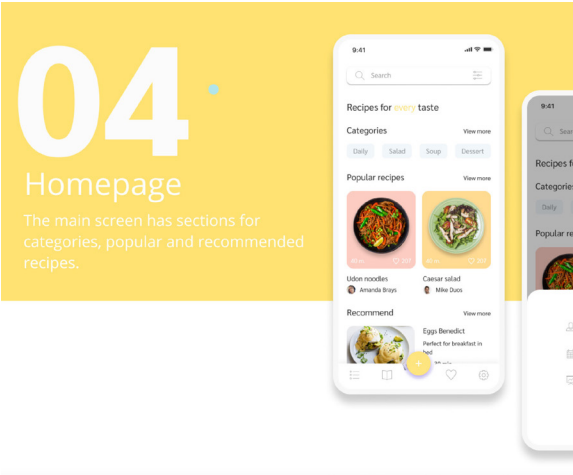 04
Homepage
The main screen has sections for
categories, popular and recommended
recipes.
9:41
Search
Recipes for every taste
Categories
View more
Daily
Salad
Soup
Dessert
Popular recipes
View more
40 m
Udon noodles
Amanda Brays
Caesar salad
Mike Duos
Recommend
View more
Eggs Benedict
Perfect for breakfast in
bed
+
9:41
Sear
Recipes f
Categories
Daily
Popular re